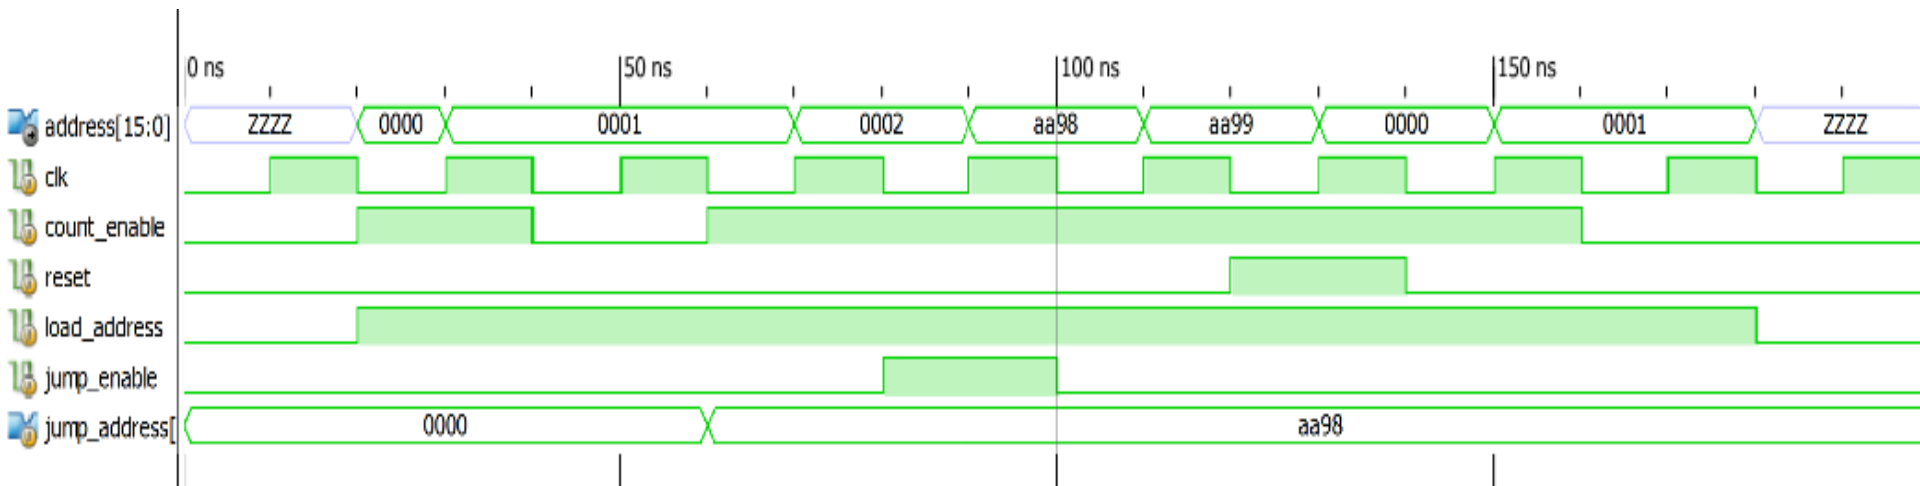 0 ns 50 ns 100 ns 150 ns
address[15:0] ZZZZ 0000 0001 0002 aa98 aa99 0000 0001 ZZZZ
clk
count_enable
reset
load_address
jump_enable
jump_address[ 0000 aa98